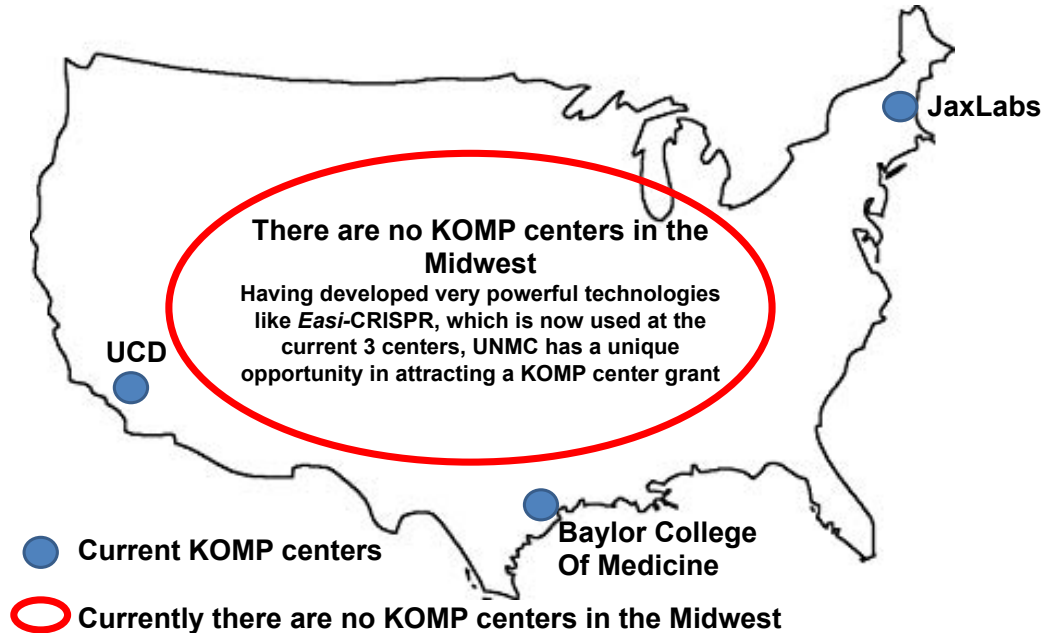 JaxLabs
There are no KOMP centers in the
Midwest
Having developed very powerful technologies
like Easi-CRISPR, which is now used at the
current 3 centers, UNMC has a unique
opportunity in attracting a KOMP center grant
UCD
Baylor College
Of Medicine
Current KOMP centers
Currently there are no KOMP centers in the Midwest